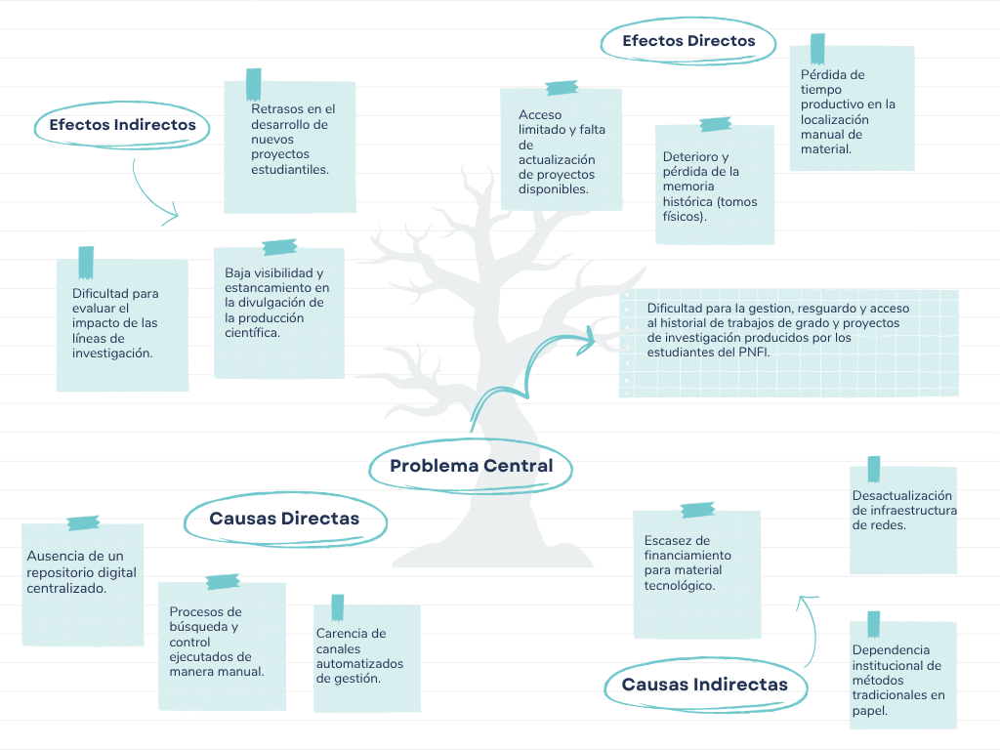 Efectos Directos
Efectos Indirectos
Retrasos en el
desarrollo de
nuevos
proyectos
estudiantiles.
Acceso
limitado y falta
de
actualización
de proyectos
disponibles.
Deterioro y
pérdida de la
memoria
histórica (tomos
físicos).
Pérdida de
tiempo
productivo en la
localización
manual de
material.
Dificultad para
evaluar el
impacto de las
líneas de
investigación.
Baja visibilidad y
estancamiento en
la divulgación de
la producción
científica.
Dificultad para la gestion, resguardo y acceso
al historial de trabajos de grado y proyectos
de investigación producidos por los
estudiantes del PNFI.
Problema Central
Causas Directas
Ausencia de un
repositorio digital
centralizado.
Procesos de
búsqueda y
control
ejecutados de
manera manual.
Carencia de
canales
automatizados
de gestión.
Escasez de
financiamiento
para material
tecnológico.
Desactualización
de infraestructura
de redes.
Causas Indirectas
Dependencia
institucional de
métodos
tradicionales en
papel.